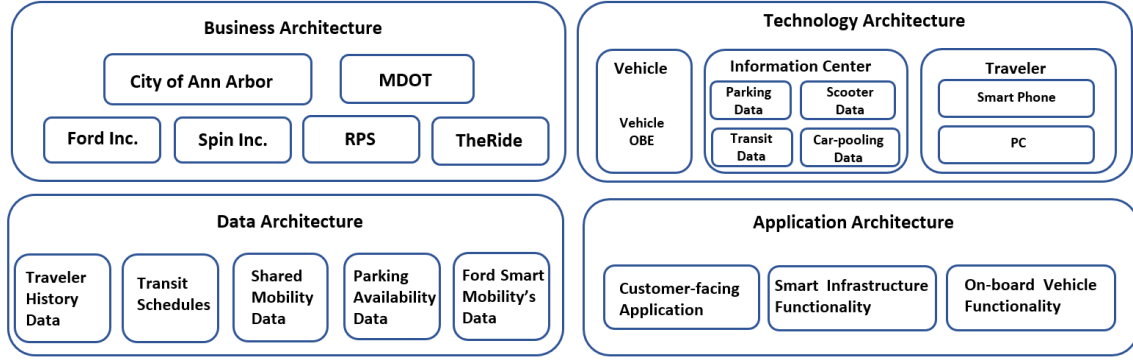 Business Architecture
City of Ann Arbor
MDOT
Ford Inc.
Spin Inc.
RPS
TheRide
Technology Architecture
Vehicle
Vehicle
OBE
Information Center
Parking
Data
Scooter
Data
Transit
Data
Car-pooling
Data
Traveler
Smart Phone
PC
Data Architecture
Traveler
History
Data
Transit
Schedules
Shared
Mobility
Data
Parking
Availability
Data
Ford Smart
Mobility's
Data
Application Architecture
Customer-facing
Application
Smart Infrastructure
Functionality
On-board Vehicle
Functionality